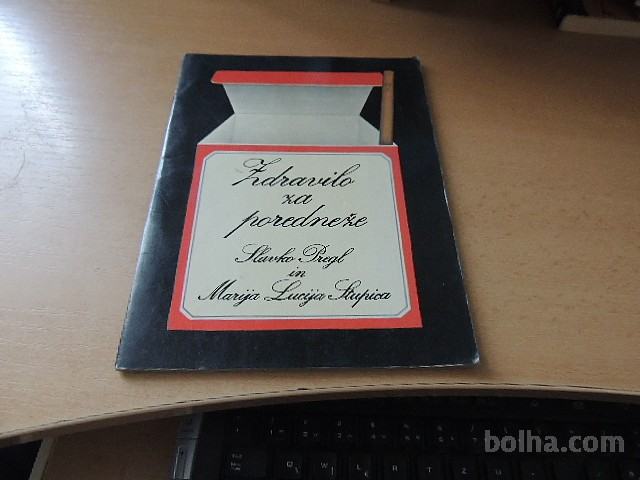 Zdravilo
za
poredneže
Slavko Pregl
in
Marija Lucija Stupica
bolha.com